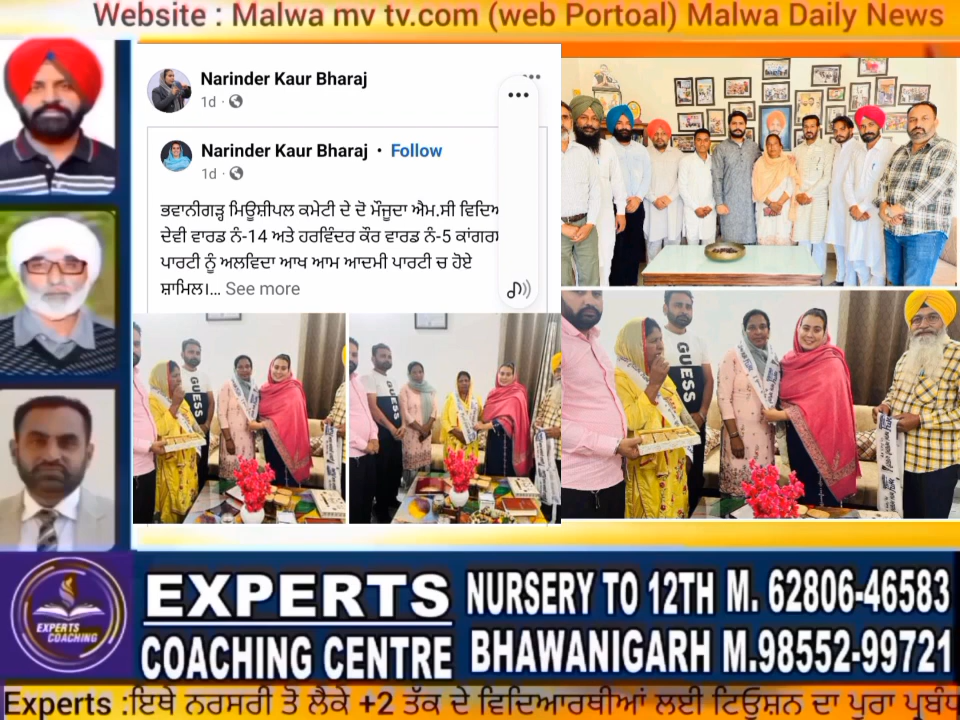 Website : Malwa mv tv.com (web Portoal) Malwa Daily News
Narinder Kaur Bharaj
1d ·
Narinder Kaur Bharaj • Follow
1d ·
ਭਵਾਨੀਗੜ੍ਹ ਮਿਊਸ਼ੀਪਲ ਕਮੇਟੀ ਦੇ ਦੋ ਮੌਜੂਦਾ ਐਮ.ਸੀ
ਦੇਵੀ ਵਾਰਡ ਨੰ-14 ਅਤੇ ਹਰਵਿੰਦਰ ਕੌਰ ਵਾਰਡ ਨੰ-5
ਪਾਰਟੀ ਨੂੰ ਅਲਵਿਦਾ ਆਖ ਆਮ ਆਦਮੀ ਪਾਰਟੀ ਚ ਹੋਏ
ਸ਼ਾਮਿਲ।... See more
GUESS
GUESS
GUESS
EXPERTS
COACHING
EXPERTS
COACHING CENTRE
NURSERY TO 12TH M. 62806-46583
BHAWANIGARH M.98552-99721
Experts :ਇਥੇ ਨਰਸਰੀ ਤੋਂ ਲੈਕੇ +2 ਤੱਕ ਦੇ ਵਿਦਿਆਰਥੀਆਂ ਲਈ ਟਿਊਸ਼ਨ ਦਾ ਪੂਰਾ ਪ੍ਰਬੰਧ